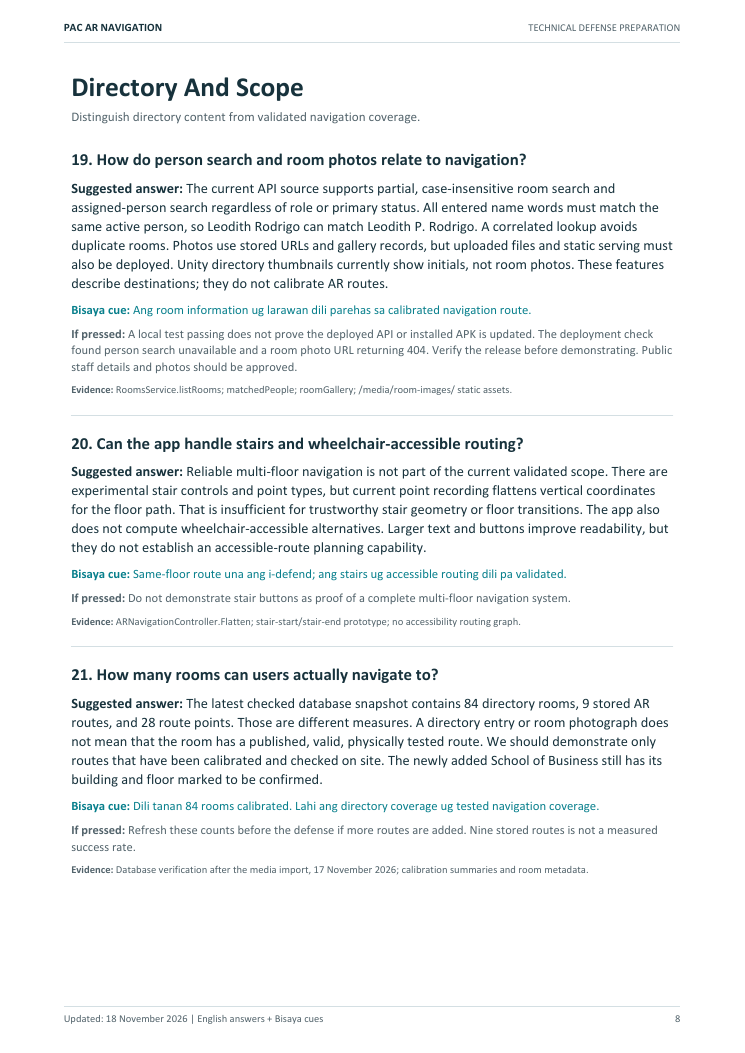 PAC AR NAVIGATION
TECHNICAL DEFENSE PREPARATION
Directory And Scope
Distinguish directory content from validated navigation coverage.
19. How do person search and room photos relate to navigation?
Suggested answer: The current API source supports partial, case-insensitive room search and
assigned-person search regardless of role or primary status. All entered name words must match the
same active person, so Leodith Rodrigo can match Leodith P. Rodrigo. A correlated lookup avoids
duplicate rooms. Photos use stored URLs and gallery records, but uploaded files and static serving must
also be deployed. Unity directory thumbnails currently show initials, not room photos. These features
describe destinations; they do not calibrate AR routes.
Bisaya cue: Ang room information ug larawan dili parehas sa calibrated navigation route.
If pressed: A local test passing does not prove the deployed API or installed APK is updated. The deployment check
found person search unavailable and a room photo URL returning 404. Verify the release before demonstrating. Public
staff details and photos should be approved.
Evidence: RoomsService.listRooms; matchedPeople; roomGallery; /media/room-images/ static assets.
20. Can the app handle stairs and wheelchair-accessible routing?
Suggested answer: Reliable multi-floor navigation is not part of the current validated scope. There are
experimental stair controls and point types, but current point recording flattens vertical coordinates
for the floor path. That is insufficient for trustworthy stair geometry or floor transitions. The app also
does not compute wheelchair-accessible alternatives. Larger text and buttons improve readability, but
they do not establish an accessible-route planning capability.
Bisaya cue: Same-floor route una ang i-defend; ang stairs ug accessible routing dili pa validated.
If pressed: Do not demonstrate stair buttons as proof of a complete multi-floor navigation system.
Evidence: ARNavigationController.Flatten; stair-start/stair-end prototype; no accessibility routing graph.
21. How many rooms can users actually navigate to?
Suggested answer: The latest checked database snapshot contains 84 directory rooms, 9 stored AR
routes, and 28 route points. Those are different measures. A directory entry or room photograph does
not mean that the room has a published, valid, physically tested route. We should demonstrate only
routes that have been calibrated and checked on site. The newly added School of Business still has its
building and floor marked to be confirmed.
Bisaya cue: Dili tanan 84 rooms calibrated. Lahi ang directory coverage ug tested navigation coverage.
If pressed: Refresh these counts before the defense if more routes are added. Nine stored routes is not a measured
success rate.
Evidence: Database verification after the media import, 17 November 2026; calibration summaries and room metadata.
Updated: 18 November 2026 | English answers + Bisaya cues
8